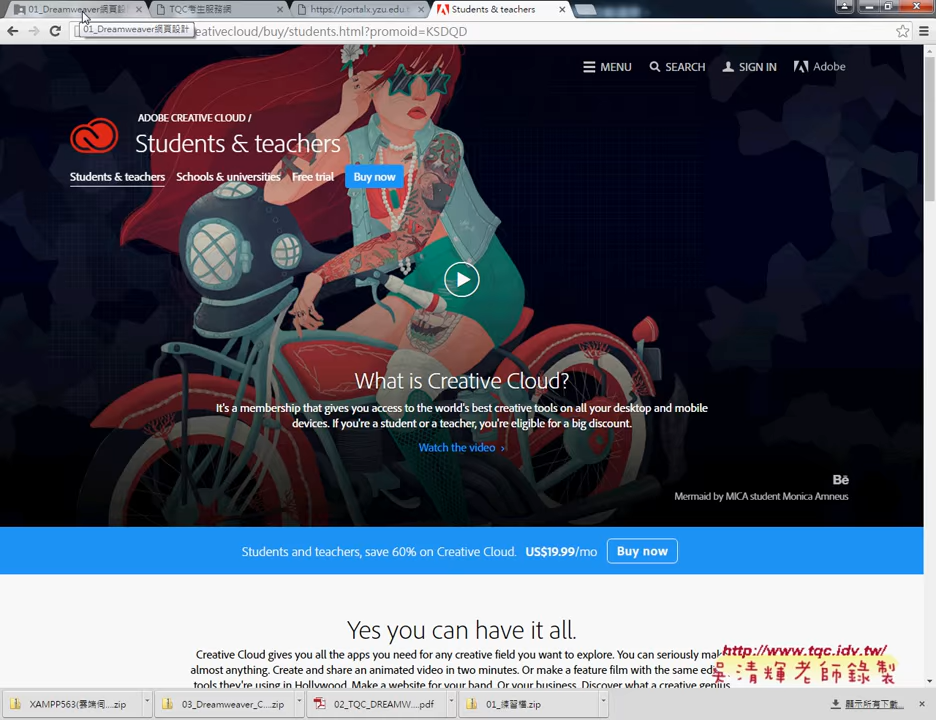 01_Dreamweaver網頁設
TQC考生服務網
https://portalx.yzu.edu.t
Students & teachers
01_Dreamweaver網頁設計
eativecloud/buy/students.html?promoid=KSDQD
MENU
SEARCH
SIGN IN
Adobe
ADOBE CREATIVE CLOUD /
Students & teachers
Students & teachers
Schools & universities
Free trial
Buy now
What is Creative Cloud?
It's a membership that gives you access to the world's best creative tools on all your desktop and mobile
devices. If you're a student or a teacher, you're eligible for a big discount.
Watch the video ›
Bē
Mermaid by MICA student Monica Amneus
Students and teachers, save 60% on Creative Cloud. US$19.99/mo
Buy now
Yes you can have it all.
Creative Cloud gives you all the apps you need for any creative field you want to explore. You can seriously ma
almost anything. Create and share an animated video in two minutes. Or make a feature film with the same ed
tools they're using in Hollywood. Make a website for your band. Or your business. Discover what a creative genius
http://www.tqc.idv.tw/
吳清輝老師錄製
XAMPP563(雲端伺....zip
03_Dreamweaver_C....zip
02_TQC_DREAMW....pdf
01_練習檔.zip
顯示所有下載...